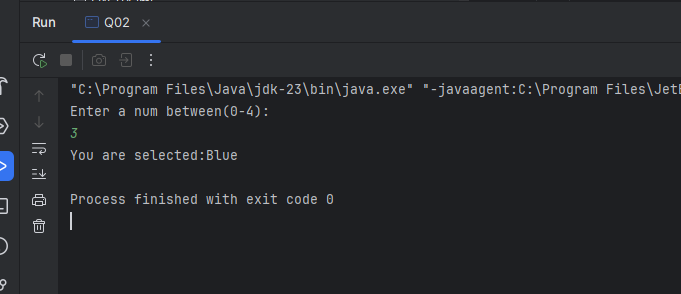 Run Q02
"C:\Program Files\Java\jdk-23\bin\java.exe" "-javaagent:C:\Program Files\JetB
Enter a num between(0-4):
3
You are selected:Blue
Process finished with exit code 0